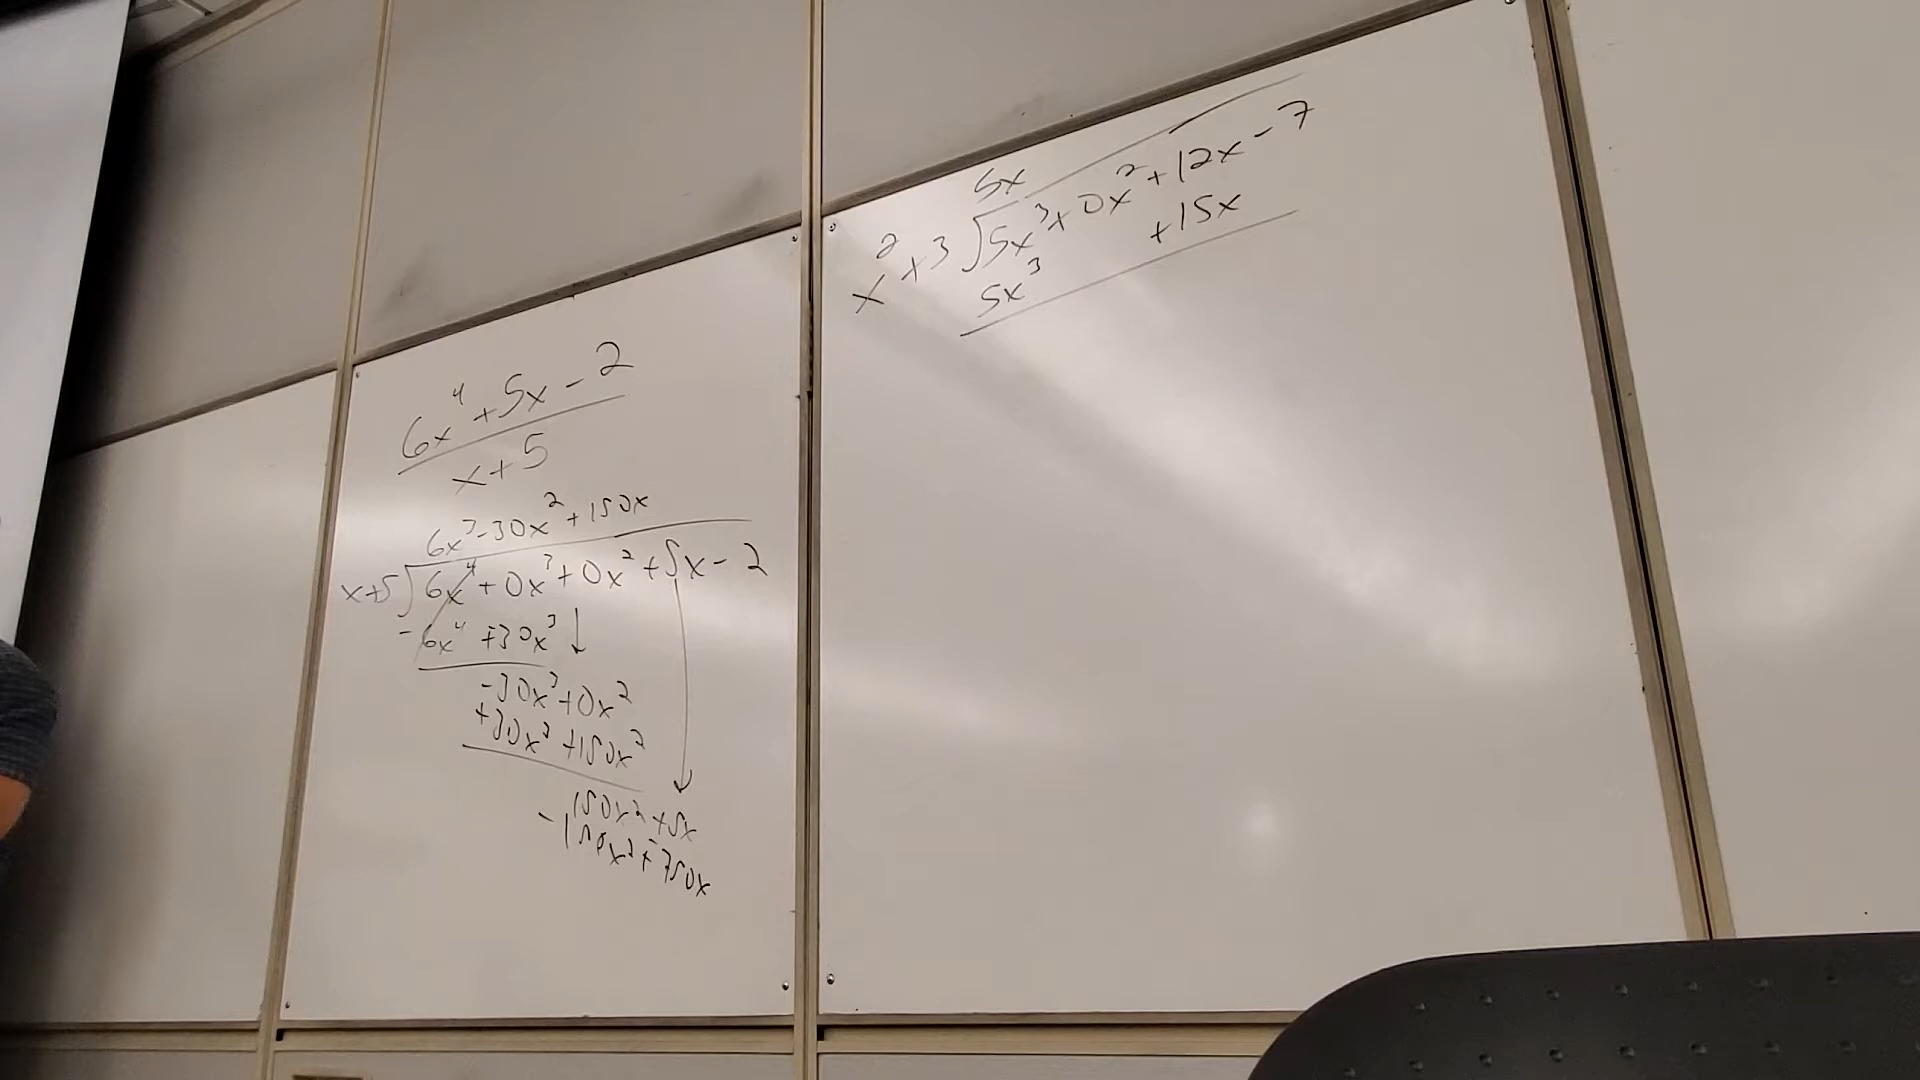 6x⁴ + 5x - 2
x + 5
6x³ - 30x² + 150x
x+5 6x⁴ + 0x³ + 0x² + 5x - 2
- 6x⁴ + 30x³
-30x³ + 0x²
+30x³ + 150x²
150x² + 5x
- 150x² + 750x
5x
x² + 3 5x³ + 0x² + 12x - 7
5x³ + 15x